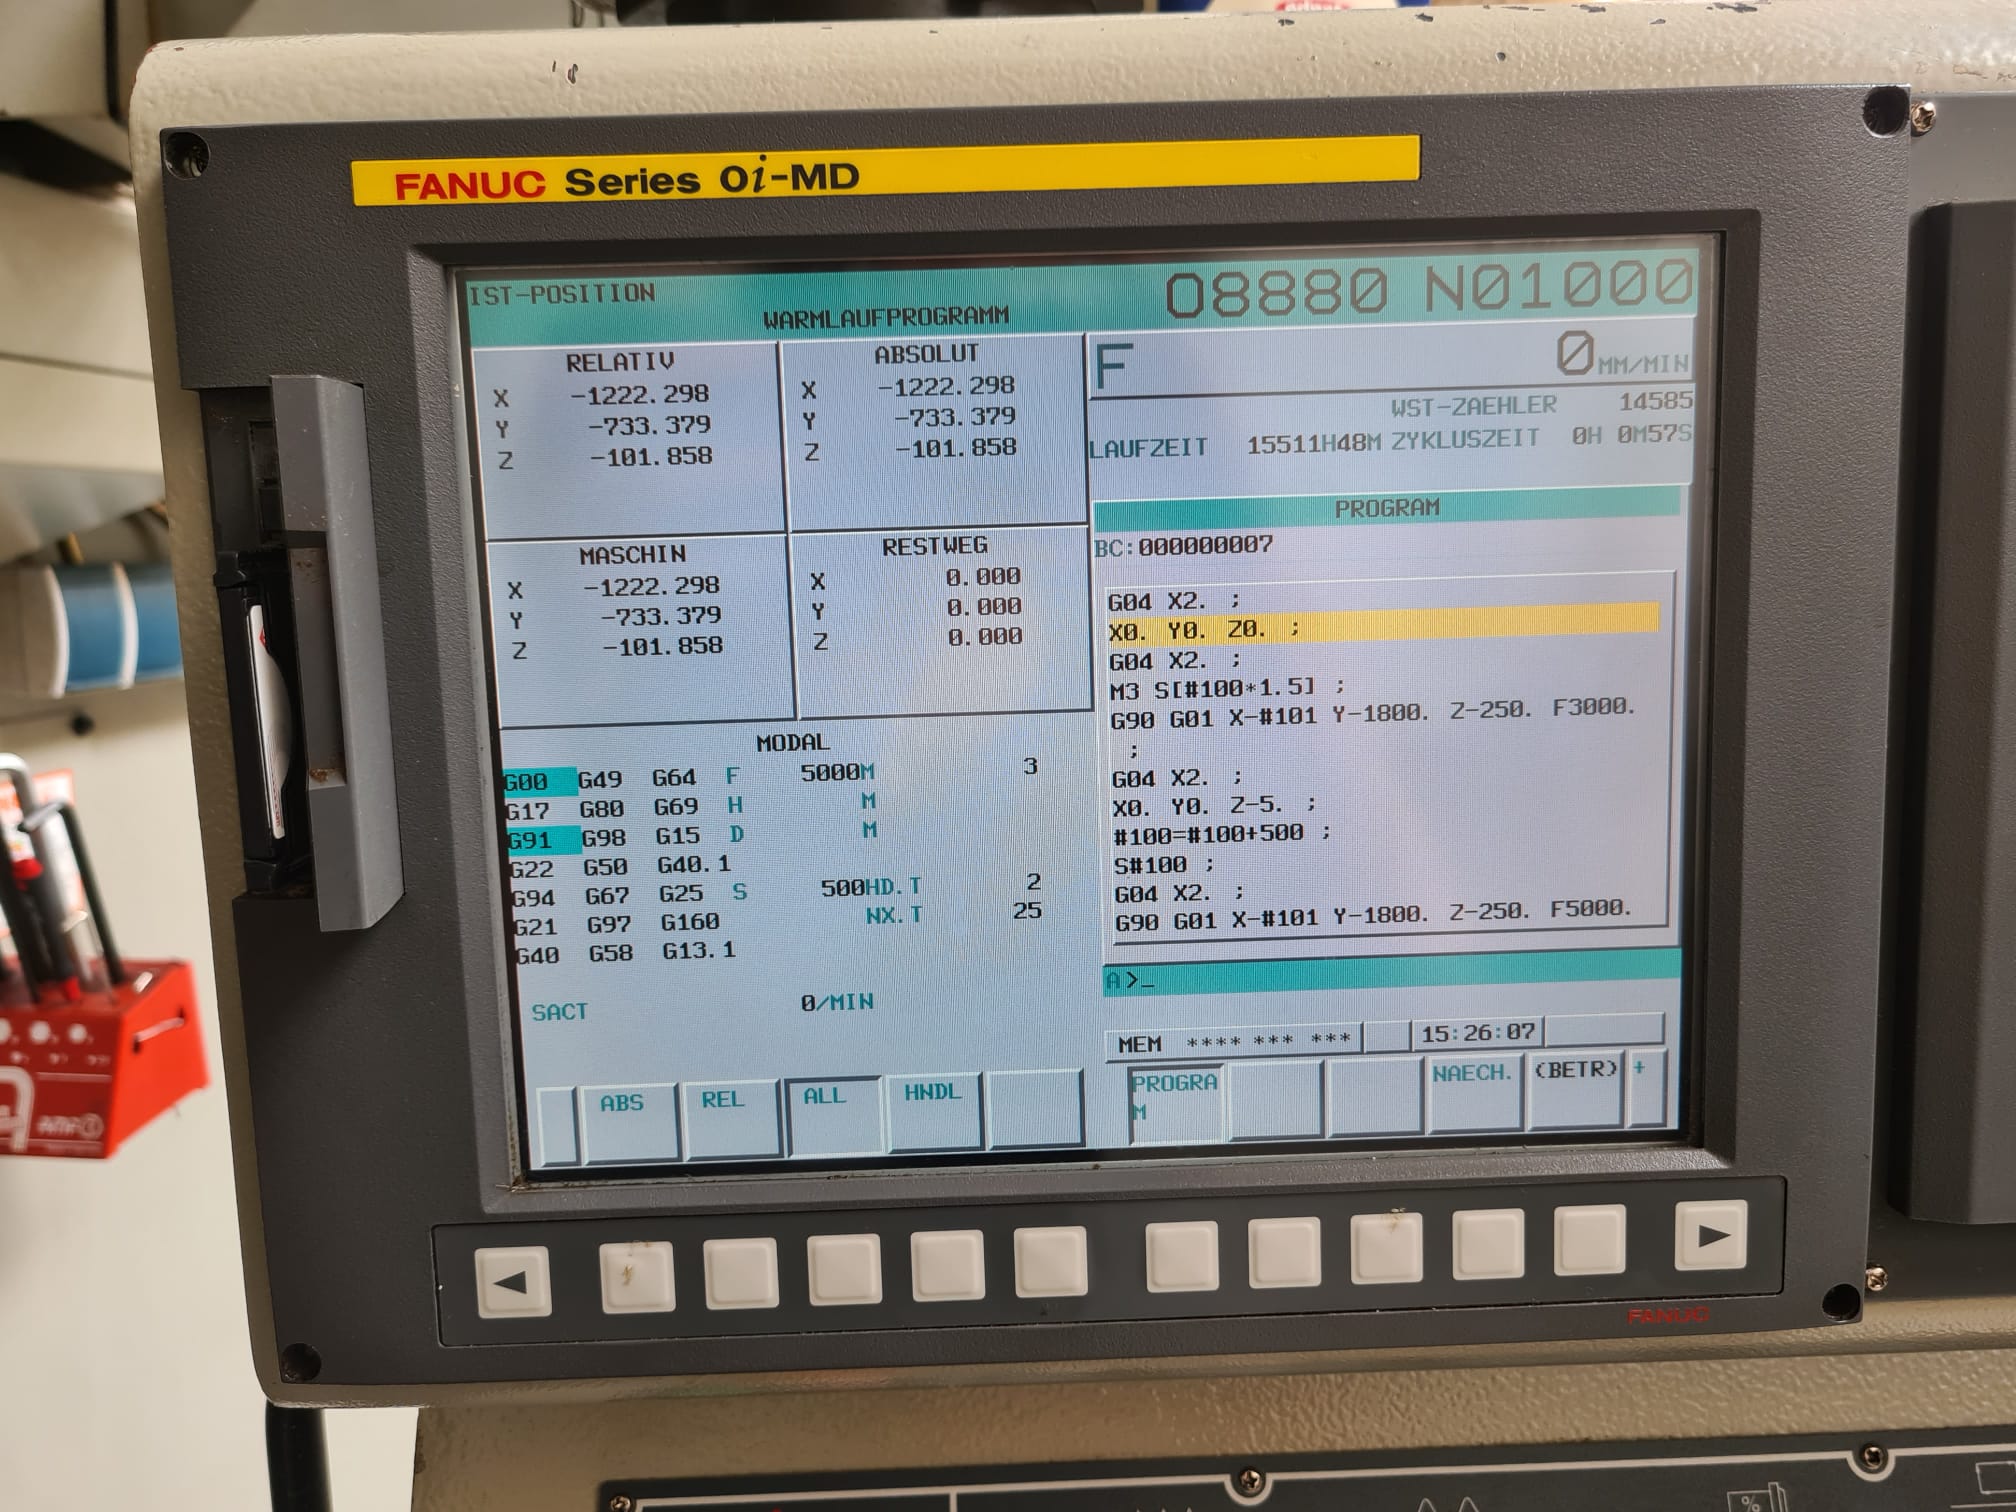 FANUC Series 0i-MD
IST-POSITION
O8880 N01000
WARMLAUFPROGRAMM
RELATIV
X -1222.298
Y -733.379
Z -101.858
ABSOLUT
X -1222.298
Y -733.379
Z -101.858
MASCHIN
X -1222.298
Y -733.379
Z -101.858
RESTWEG
X 0.000
Y 0.000
Z 0.000
MODAL
G00 G49 G64 F 5000 M 3
G17 G80 G69 H M
G91 G98 G15 D M
G22 G50 G40.1
G94 G67 G25 S 500 HD.T 2
G21 G97 G160 NX.T 25
G40 G58 G13.1
SACT 0/MIN
F 0 MM/MIN
WST-ZAEHLER 14585
LAUFZEIT 15511H48M ZYKLUSZEIT 0H 0M57S
PROGRAM
BC:000000007
G04 X2. ;
X0. Y0. Z0. ;
G04 X2. ;
M3 S[#100*1.5] ;
G90 G01 X-#101 Y-1800. Z-250. F3000.
;
G04 X2. ;
X0. Y0. Z-5. ;
#100=#100+500 ;
S#100 ;
G04 X2. ;
G90 G01 X-#101 Y-1800. Z-250. F5000.
A>_
MEM **** *** *** 15:26:07
ABS REL ALL HNDL
PROGRA
M
NAECH. (BETR) +
FANUC
%